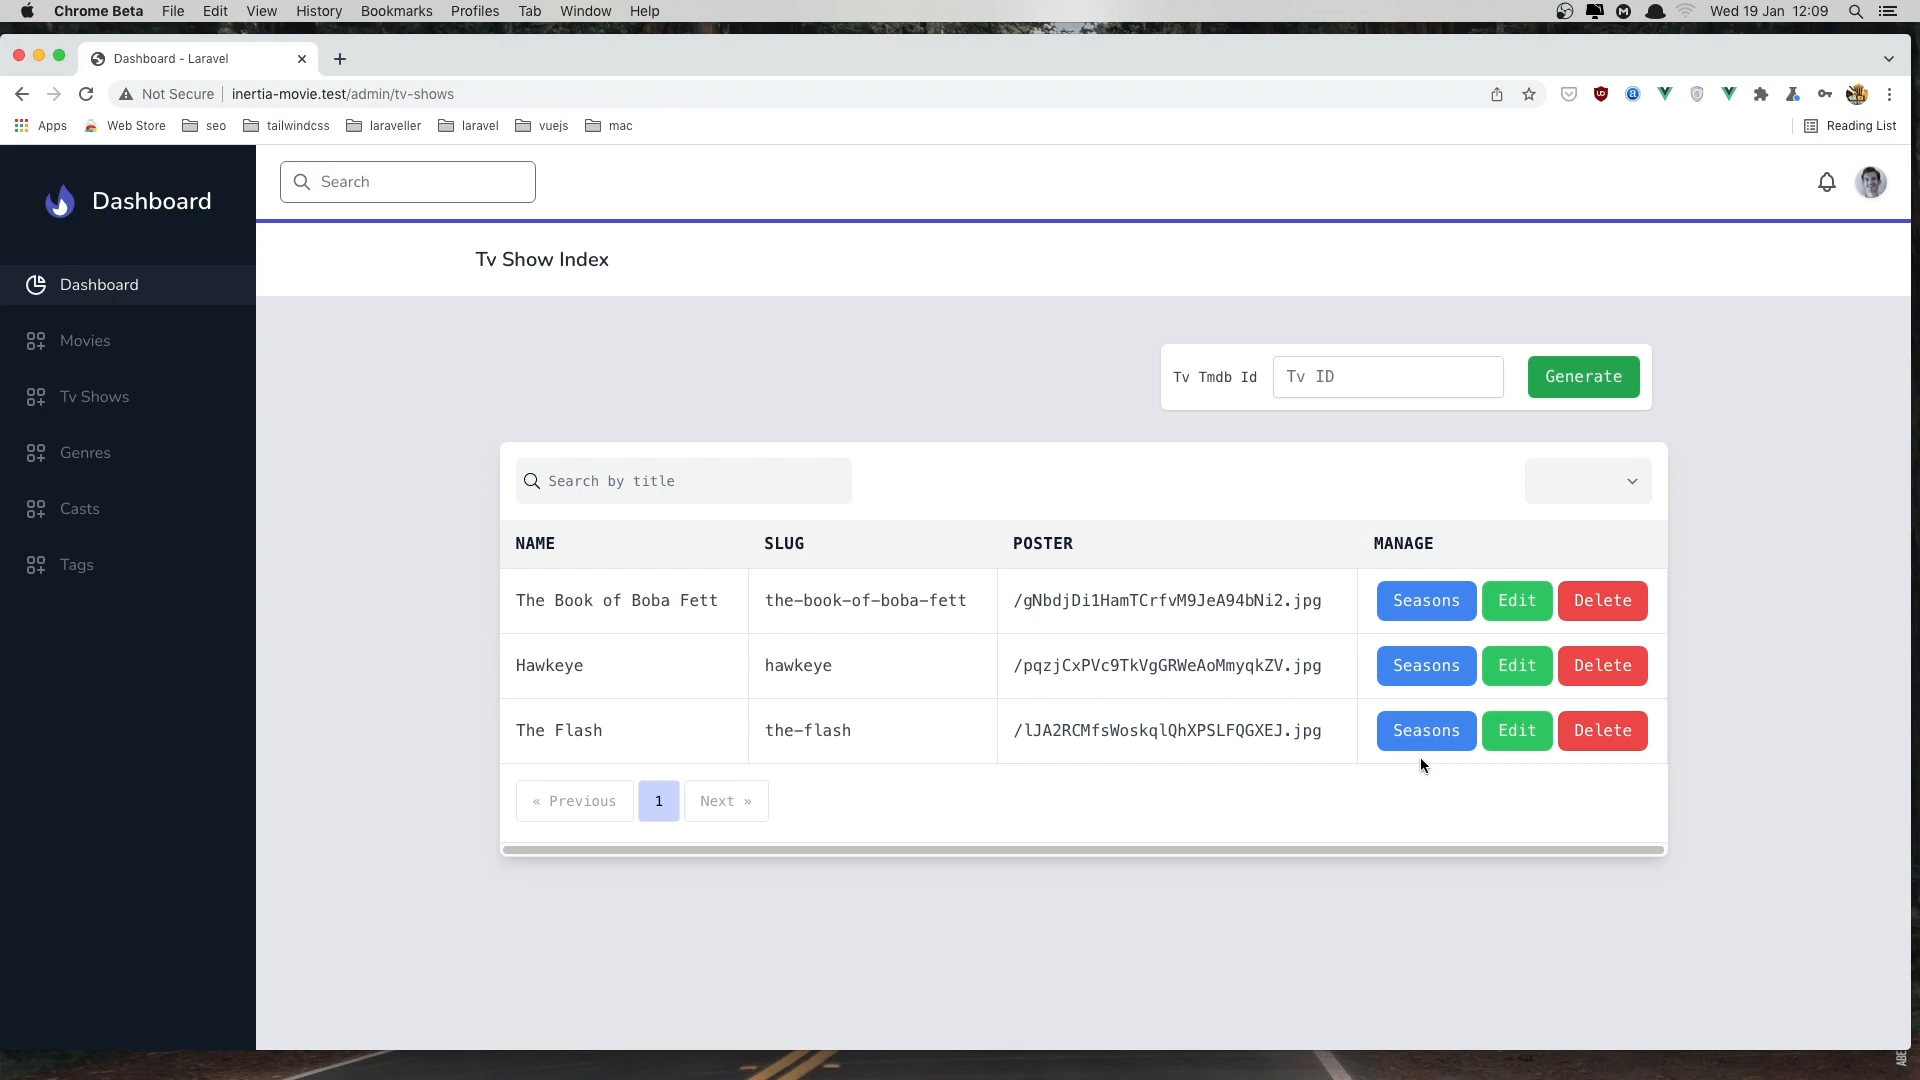 Chrome Beta File Edit View History Bookmarks Profiles Tab Window Help Wed 19 Jan 12:09
Dashboard - Laravel
Not Secure inertia-movie.test/admin/tv-shows
Apps Web Store seo tailwindcss laraveller laravel vuejs mac Reading List
Dashboard
Search
Tv Show Index
Dashboard
Movies
Tv Shows
Genres
Casts
Tags
Tv Tmdb Id Tv ID Generate
Search by title
NAME SLUG POSTER MANAGE
The Book of Boba Fett the-book-of-boba-fett /gNbdjDi1HamTCrfvM9JeA94bNi2.jpg Seasons Edit Delete
Hawkeye hawkeye /pqzjCxPVc9TkVgGRWeAoMmyqkZV.jpg Seasons Edit Delete
The Flash the-flash /lJA2RCMfsWoskqlQhXPSLFQGXEJ.jpg Seasons Edit Delete
« Previous 1 Next »